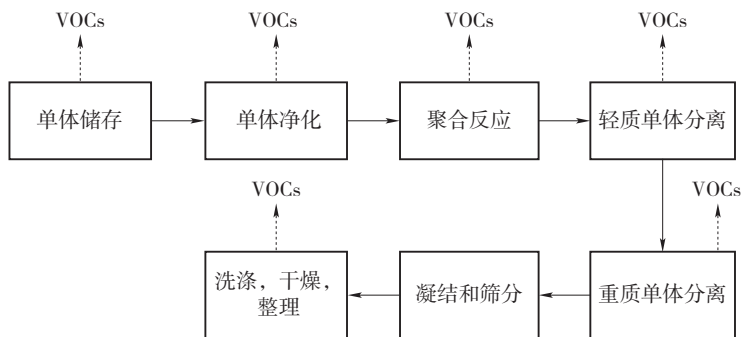 VOCs
VOCs
VOCs
VOCs
单体储存
单体净化
聚合反应
轻质单体分离
VOCs
VOCs
洗涤，干燥，
整理
凝结和筛分
重质单体分离